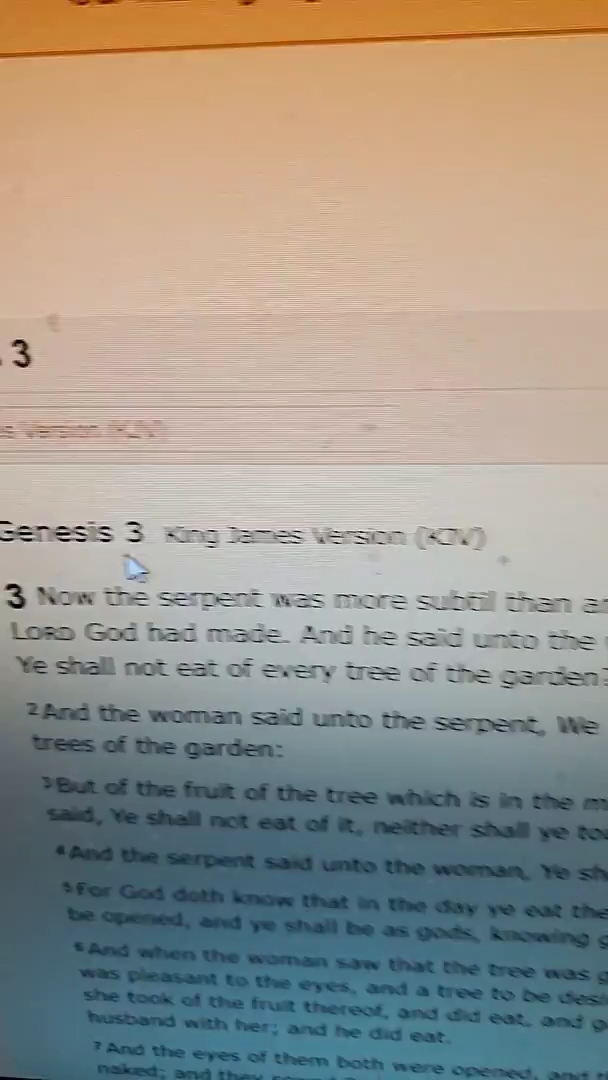 3
Version (KJV)
Genesis 3 King James Version (KJV)
3 Now the serpent was more subtil than
LORD God had made. And he said unto the
Ye shall not eat of every tree of the garden?
2 And the woman said unto the serpent, We
trees of the garden:
3 But of the fruit of the tree which is in the
said, Ye shall not eat of it, neither shall ye
4 And the serpent said unto the woman, Ye
5 For God doth know that in the day ye eat
be opened, and ye shall be as gods, knowing
6 And when the woman saw that the tree was
was pleasant to the eyes, and a tree to be
she took of the fruit thereof, and did eat, and
husband with her; and he did eat.
7 And the eyes of them both were opened, and
naked; and they